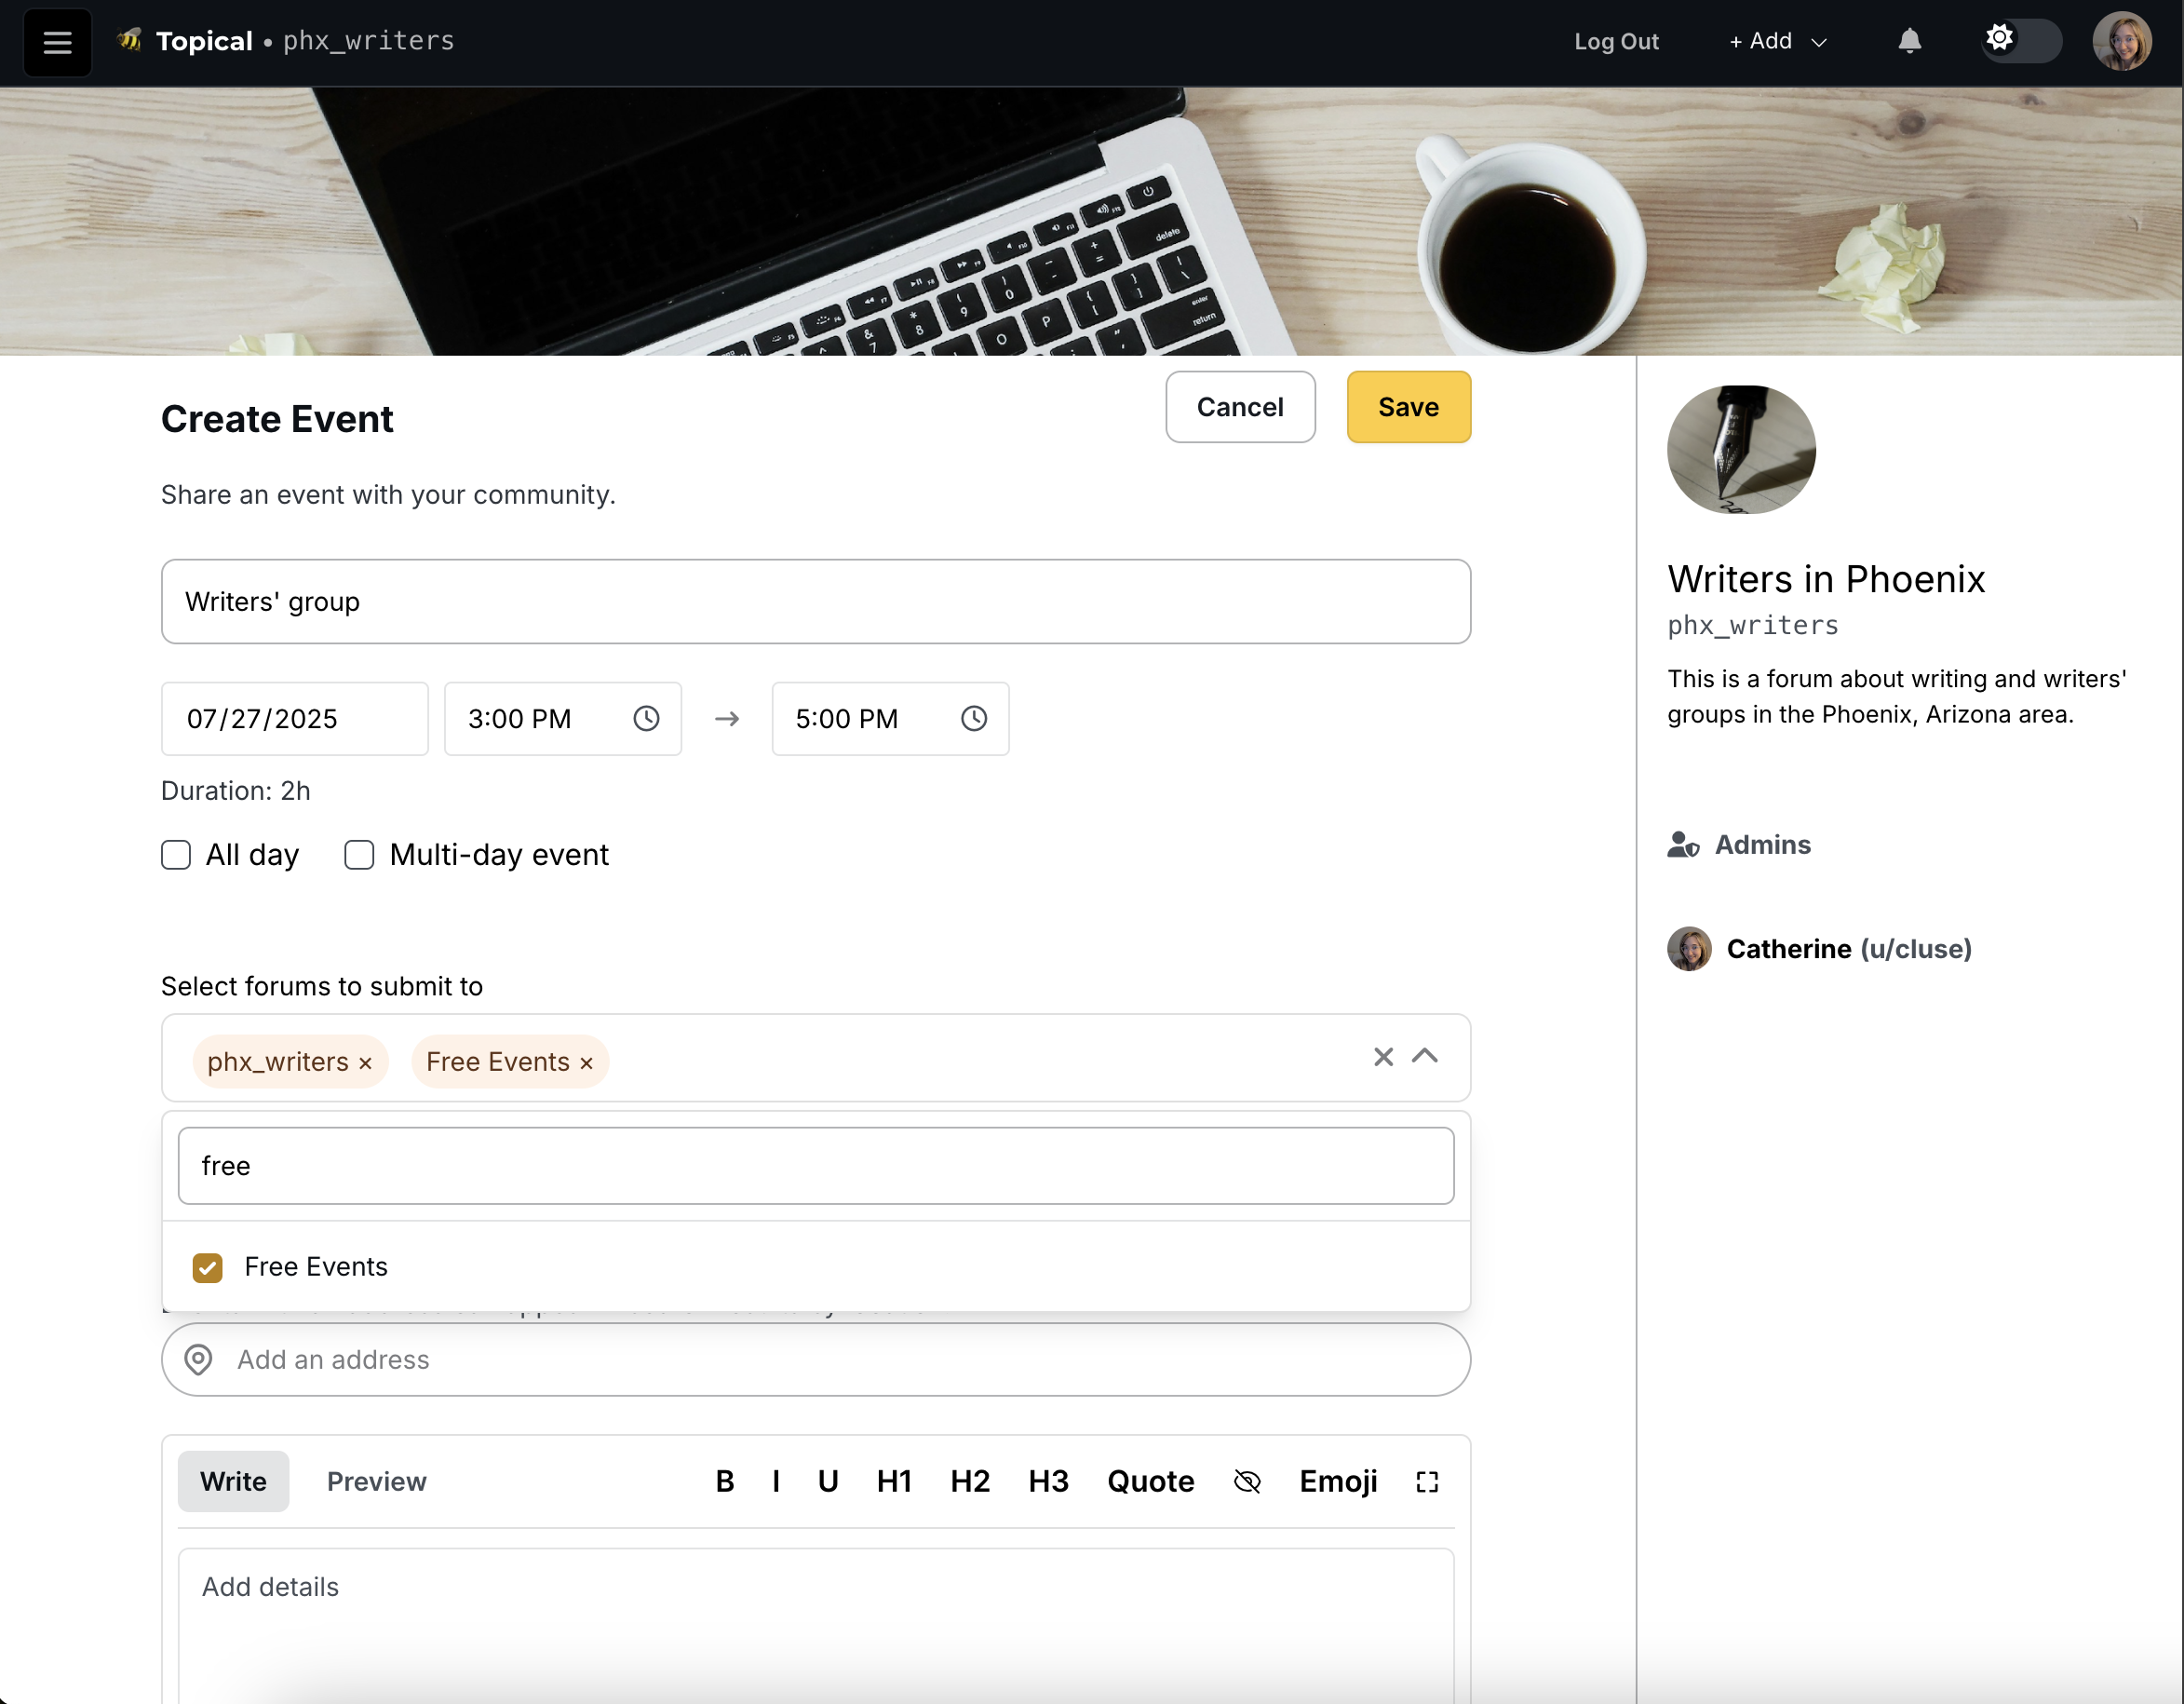 Topical • phx_writers
Log Out
+ Add
delete
enter
return
Create Event
Cancel
Save
Share an event with your community.
Writers' group
07/27/2025
3:00 PM
→
5:00 PM
Duration: 2h
All day
Multi-day event
Select forums to submit to
phx_writers ×
Free Events ×
free
Free Events
Add an address
Write
Preview
B
I
U
H1
H2
H3
Quote
Emoji
Add details
Writers in Phoenix
phx_writers
This is a forum about writing and writers'
groups in the Phoenix, Arizona area.
Admins
Catherine (u/cluse)